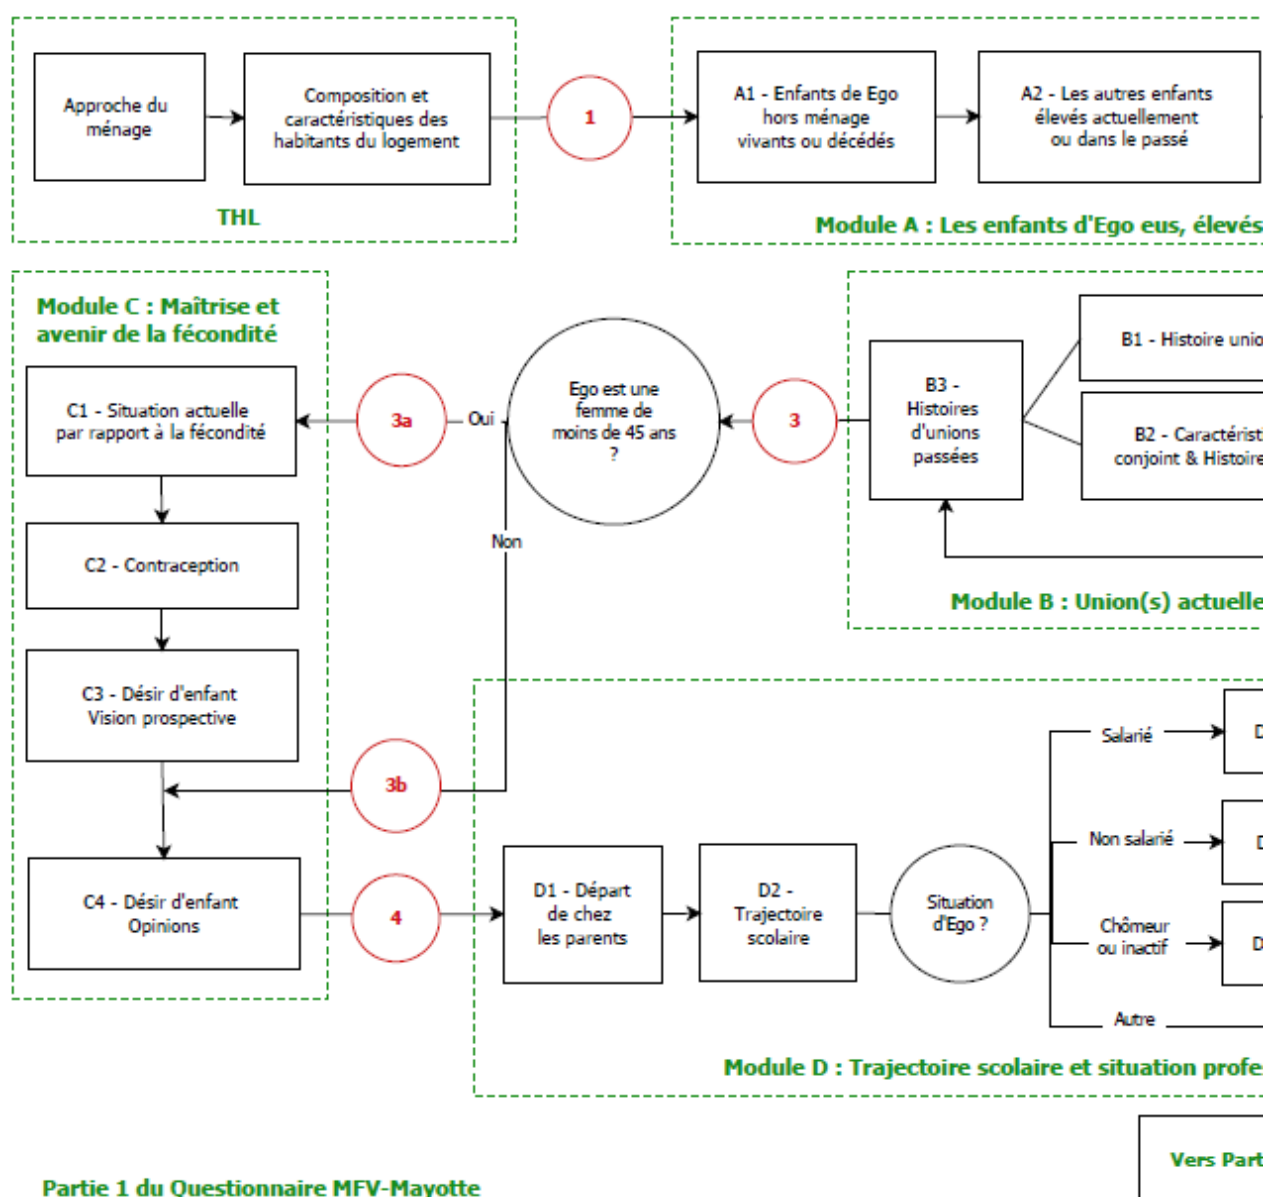 Approche du
ménage
Composition et
caractéristiques des
habitants du logement
THL
1
A1 - Enfants de Ego
hors ménage
vivants ou décédés
A2 - Les autres enfants
élevés actuellement
ou dans le passé
Module A : Les enfants d'Ego eus, élevés
Module C : Maîtrise et
avenir de la fécondité
C1 - Situation actuelle
par rapport à la fécondité
C2 - Contraception
C3 - Désir d'enfant
Vision prospective
C4 - Désir d'enfant
Opinions
3a
Oui
Ego est une
femme de
moins de 45 ans
?
Non
3b
3
B3 -
Histoires
d'unions
passées
B1 - Histoire unio
B2 - Caractéristi
conjoint & Histoire
Module B : Union(s) actuelle
4
D1 - Départ
de chez
les parents
D2 -
Trajectoire
scolaire
Situation
d'Ego ?
Salarié
D
Non salarié
D
Chômeur
ou inactif
D
Autre
Module D : Trajectoire scolaire et situation profe
Vers Part
Partie 1 du Questionnaire MFV-Mayotte